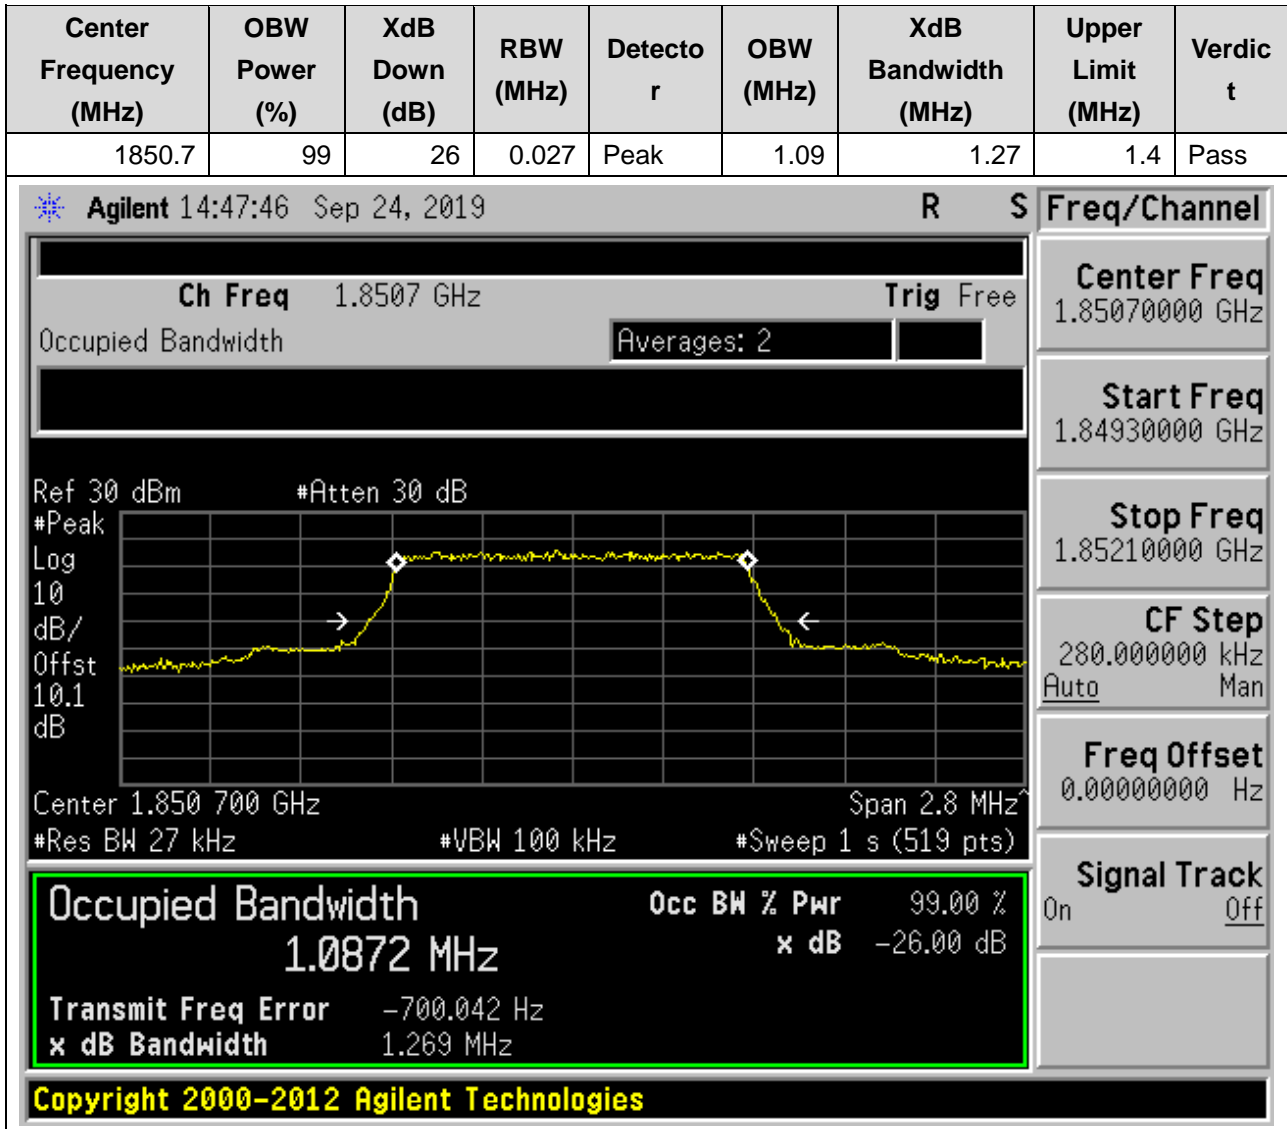 Center Frequency (MHz) OBW Power (%) XdB Down (dB) RBW (MHz) Detector OBW (MHz) XdB Bandwidth (MHz) Upper Limit (MHz) Verdict
1850.7 99 26 0.027 Peak 1.09 1.27 1.4 Pass
Agilent 14:47:46 Sep 24, 2019 R S
Freq/Channel
Ch Freq 1.8507 GHz Trig Free
Occupied Bandwidth Averages: 2
Center Freq
1.85070000 GHz
Start Freq
1.84930000 GHz
Stop Freq
1.85210000 GHz
CF Step
280.000000 kHz
Auto Man
Freq Offset
0.00000000 Hz
Signal Track
On Off
Ref 30 dBm #Atten 30 dB
#Peak
Log
10
dB/
Offst
10.1
dB
Center 1.850 700 GHz Span 2.8 MHz^
#Res BW 27 kHz #VBW 100 kHz #Sweep 1 s (519 pts)
Occupied Bandwidth Occ BW % Pwr 99.00 %
1.0872 MHz x dB -26.00 dB
Transmit Freq Error -700.042 Hz
x dB Bandwidth 1.269 MHz
Copyright 2000-2012 Agilent Technologies